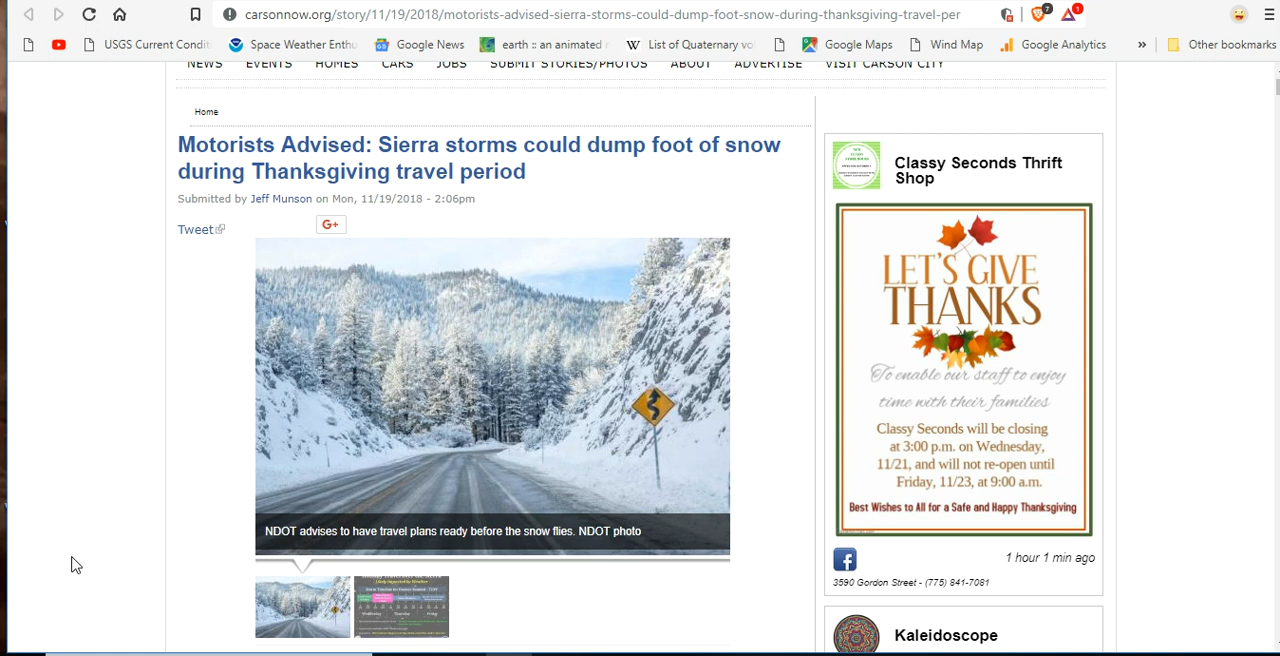 carsonnow.org/story/11/19/2018/motorists-advised-sierra-storms-could-dump-foot-snow-during-thanksgiving-travel-per
7
1
USGS Current Conditi
Space Weather Enthu
Google News
earth :: an animated
List of Quaternary vo
Google Maps
Wind Map
Google Analytics
»
Other bookmarks
NEWS EVENTS HOMES CARS JOBS SUBMIT STORIES/PHOTOS ABOUT ADVERTISE VISIT CARSON CITY
Home
Motorists Advised: Sierra storms could dump foot of snow
during Thanksgiving travel period
Submitted by Jeff Munson on Mon, 11/19/2018 - 2:06pm
Tweet
G+
NDOT advises to have travel plans ready before the snow flies. NDOT photo
Classy Seconds Thrift
Shop
LET'S GIVE
THANKS
To enable our staff to enjoy
time with their families
Classy Seconds will be closing
at 3:00 p.m. on Wednesday,
11/21, and will not re-open until
Friday, 11/23, at 9:00 a.m.
Best Wishes to All for a Safe and Happy Thanksgiving
1 hour 1 min ago
3590 Gordon Street - (775) 841-7081
Kaleidoscope